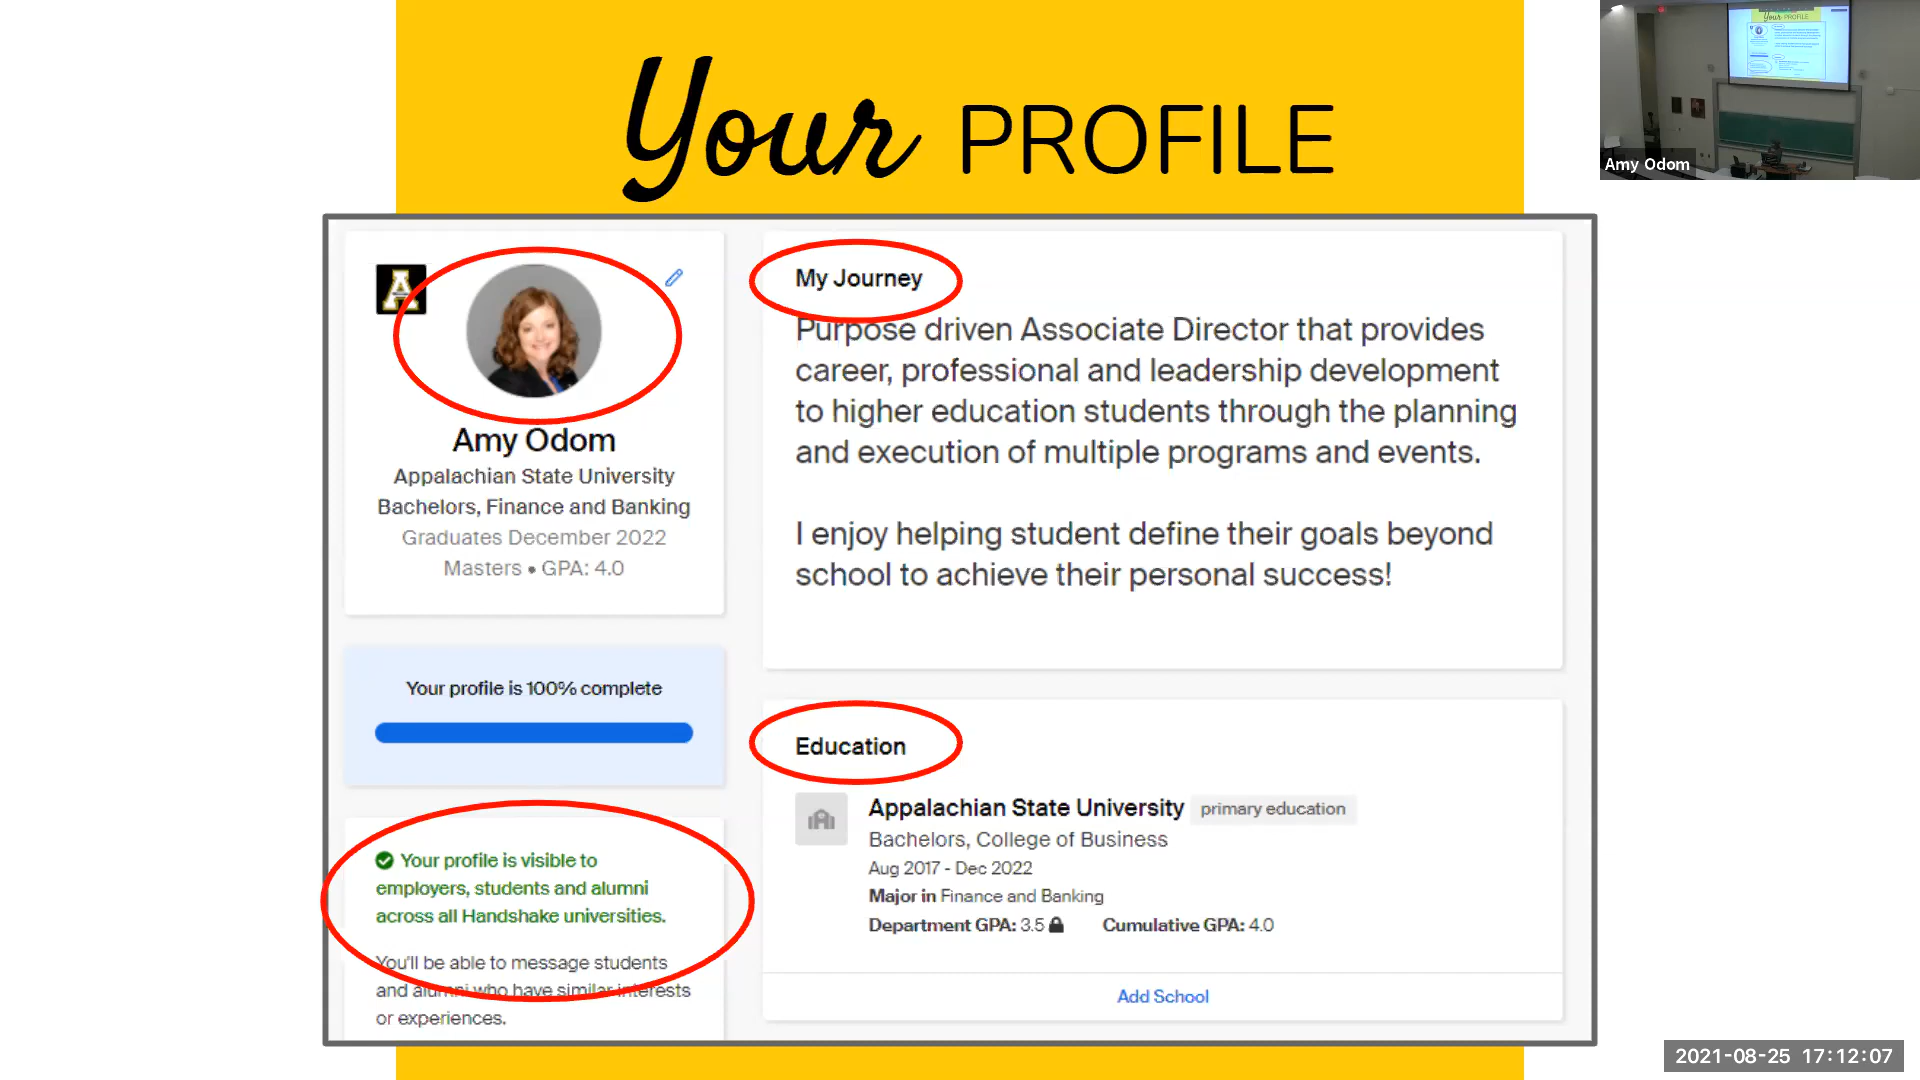 Your PROFILE
Amy Odom
A
Amy Odom
Appalachian State University
Bachelors, Finance and Banking
Graduates December 2022
Masters • GPA: 4.0
Your profile is 100% complete
Your profile is visible to
employers, students and alumni
across all Handshake universities.
You'll be able to message students
and alumni who have similar interests
or experiences.
My Journey
Purpose driven Associate Director that provides
career, professional and leadership development
to higher education students through the planning
and execution of multiple programs and events.
I enjoy helping student define their goals beyond
school to achieve their personal success!
Education
Appalachian State University primary education
Bachelors, College of Business
Aug 2017 - Dec 2022
Major in Finance and Banking
Department GPA: 3.5 Cumulative GPA: 4.0
Add School
Your PROFILE
2021-08-25 17:12:07